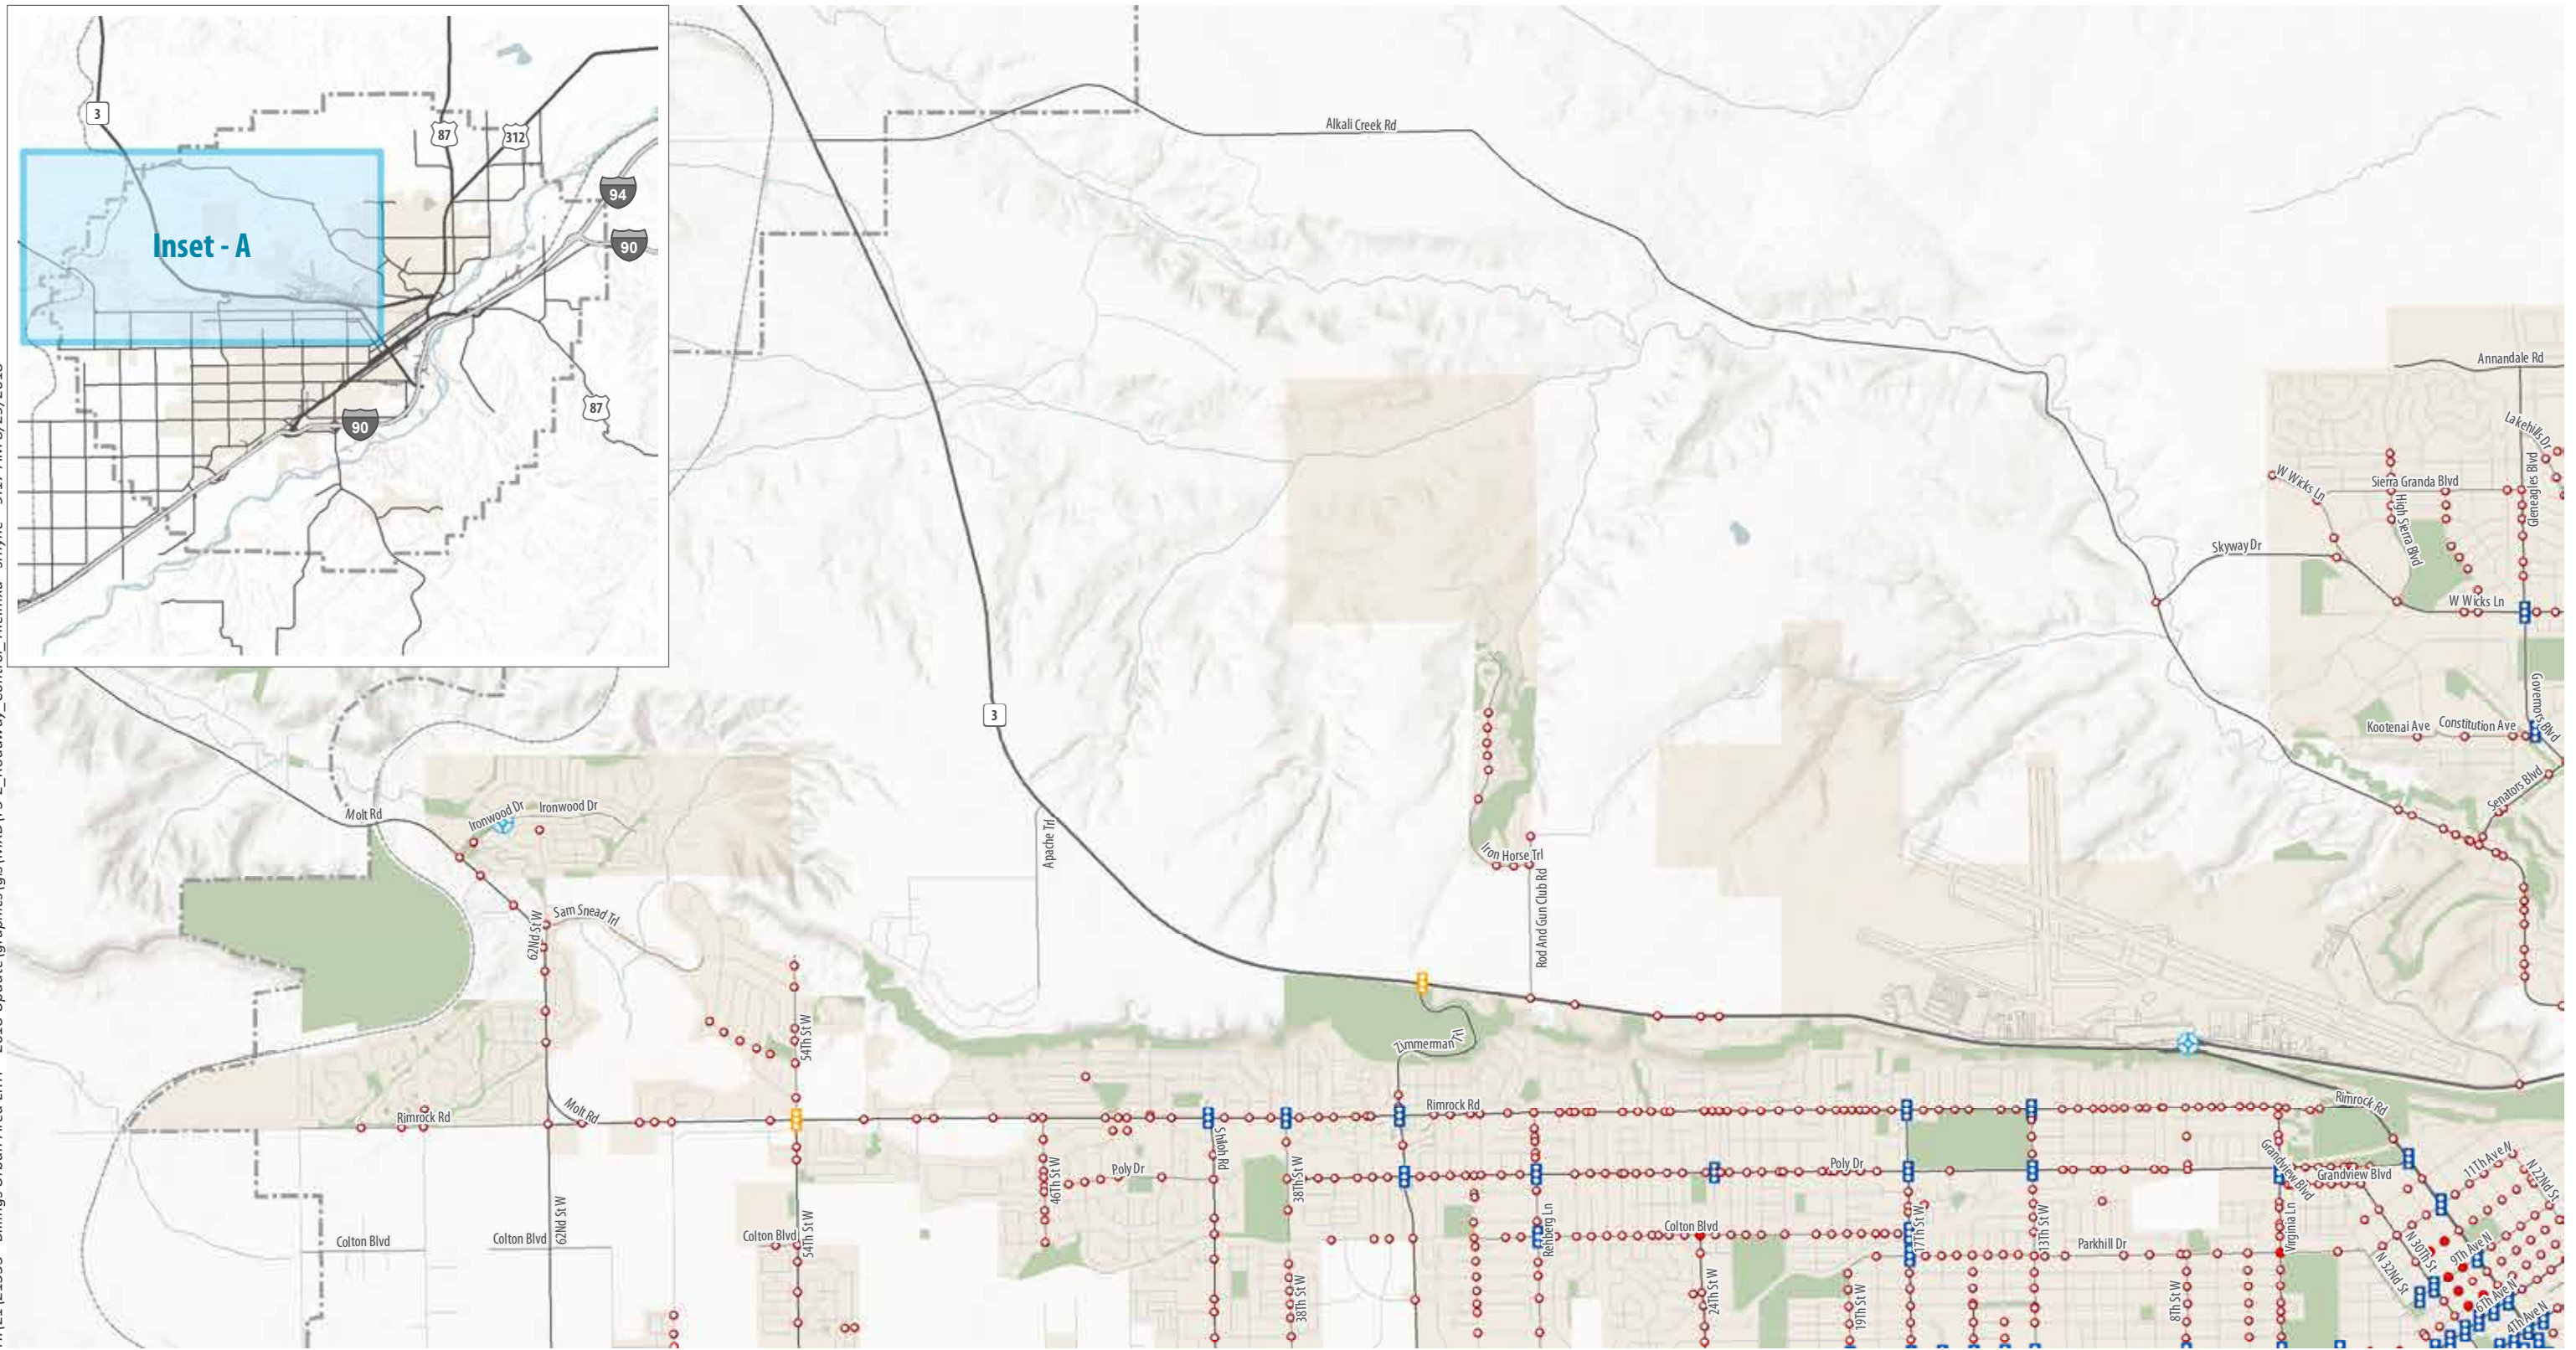 3
87
312
94
90
Inset - A
90
87
Alkali Creek Rd
Annandale Rd
Lakehills Dr
Gleneagles Blvd
W Wicks Ln
Sierra Granda Blvd
High Sierra Blvd
Skyway Dr
W Wicks Ln
Governors Blvd
Kootenai Ave
Constitution Ave
Senators Blvd
3
Molt Rd
Ironwood Dr
Ironwood Dr
Apache Trl
Iron Horse Trl
Rod And Gun Club Rd
Sam Snead Trl
62Nd St W
54Th St W
Zimmerman Trl
Rimrock Rd
Molt Rd
Rimrock Rd
Rimrock Rd
Shiloh Rd
46Th St W
Poly Dr
38Th St W
Poly Dr
Grandview Blvd
Grandview Blvd
11Th Ave N
N 22Nd St
Colton Blvd
Colton Blvd
62Nd St W
Colton Blvd
54Th St W
Rehberg Ln
Colton Blvd
17Th St W
13Th St W
Parkhill Dr
Virginia Ln
N 30Th St
9Th Ave N
N 32Nd St
38Th St W
24Th St W
19Th St W
8Th St W
6Th Ave N
4Th Ave N